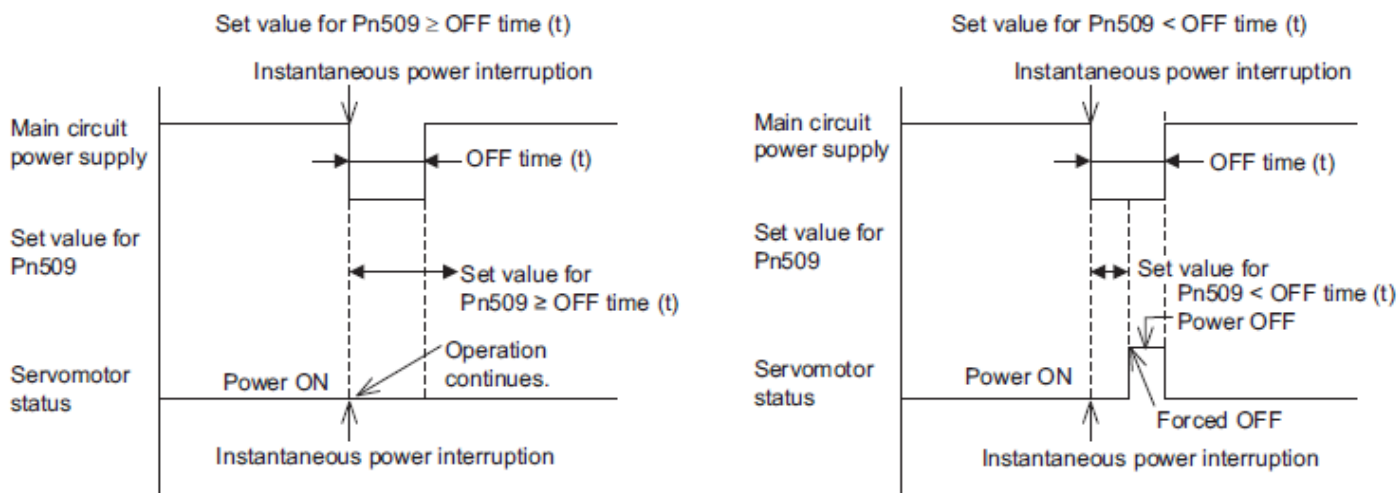 Set value for Pn509 ≥ OFF time (t)
Instantaneous power interruption
Main circuit
power supply
OFF time (t)
Set value for
Pn509
Set value for
Pn509 ≥ OFF time (t)
Operation
continues.
Servomotor
status
Power ON
Instantaneous power interruption
Set value for Pn509 < OFF time (t)
Instantaneous power interruption
Main circuit
power supply
OFF time (t)
Set value for
Pn509
Set value for
Pn509 < OFF time (t)
Power OFF
Servomotor
status
Power ON
Forced OFF
Instantaneous power interruption